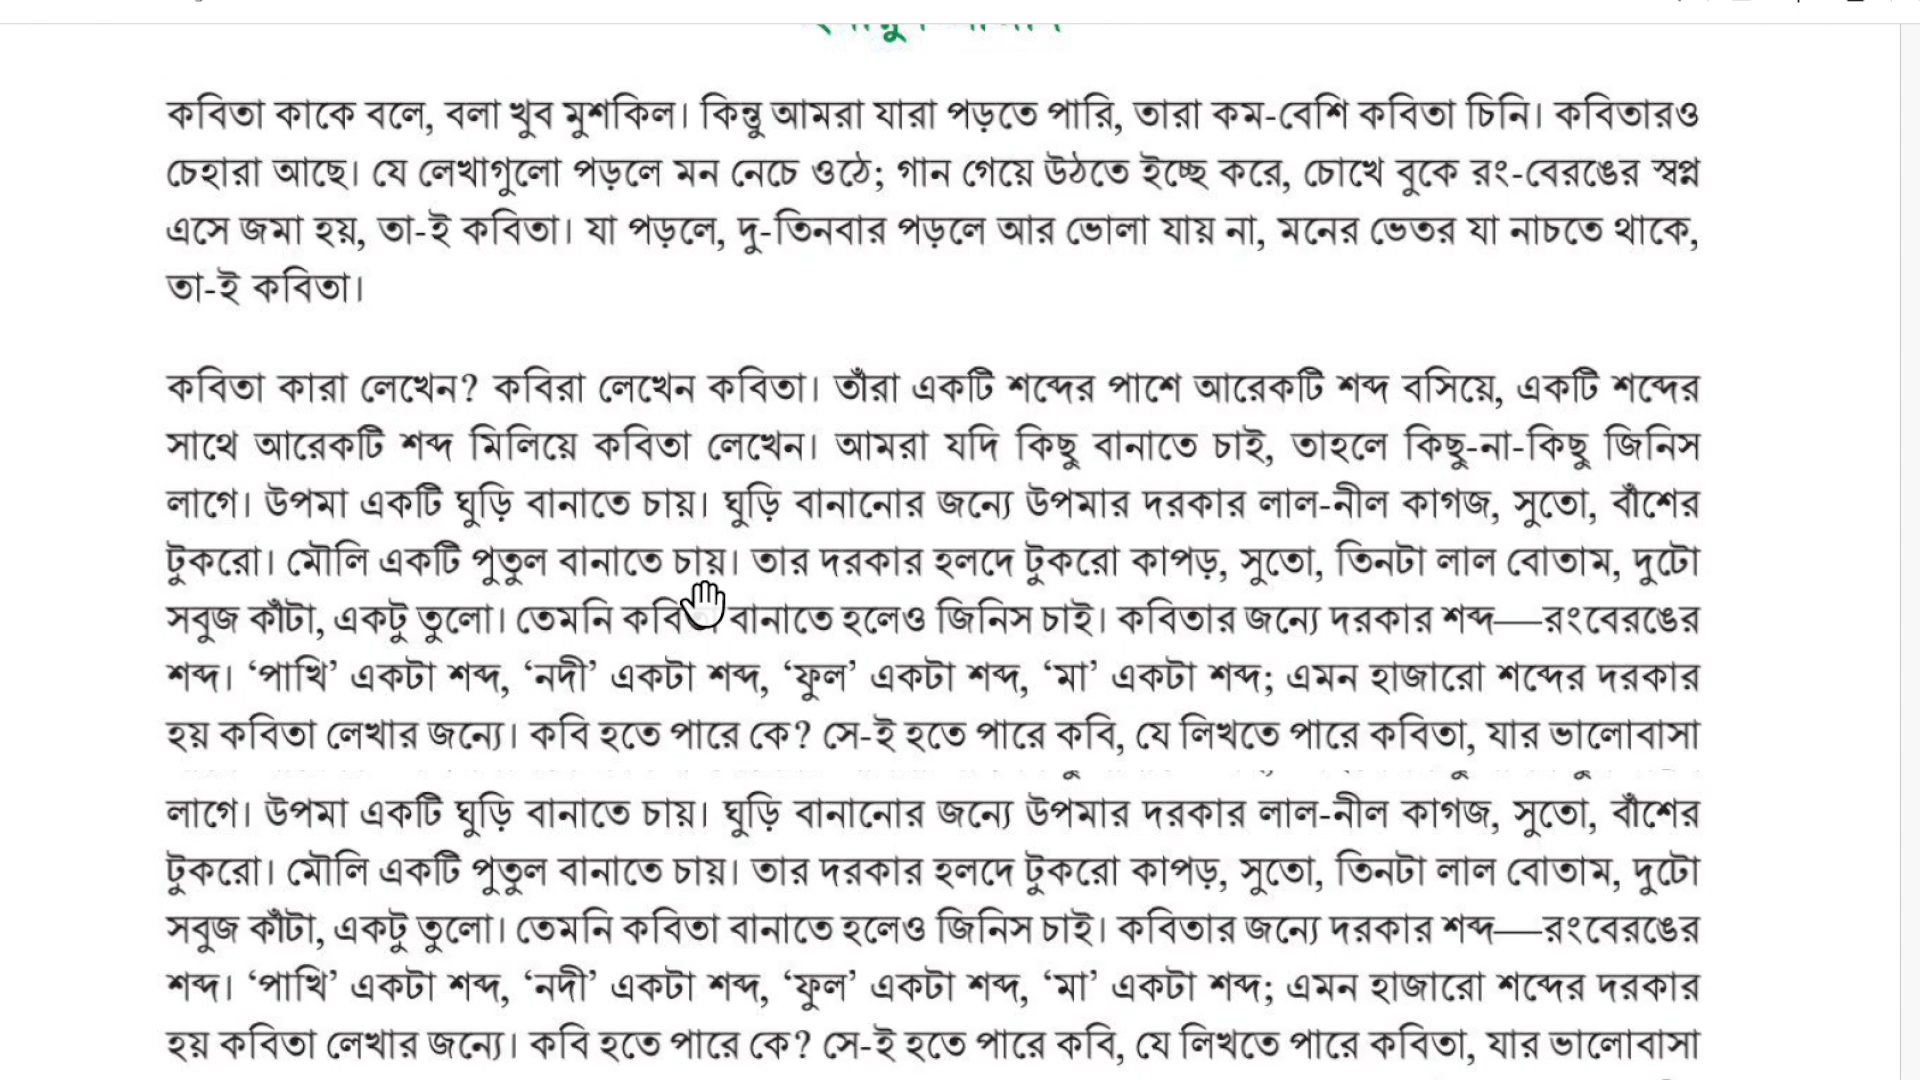 কবিতা কাকে বলে, বলা খুব মুশকিল। কিন্তু আমরা যারা পড়তে পারি, তারা কম-বেশি কবিতা চিনি। কবিতারও
চেহারা আছে। যে লেখাগুলো পড়লে মন নেচে ওঠে; গান গেয়ে উঠতে ইচ্ছে করে, চোখে বুকে রং-বেরঙের স্বপ্ন
এসে জমা হয়, তা-ই কবিতা। যা পড়লে, দু-তিনবার পড়লে আর ভোলা যায় না, মনের ভেতর যা নাচতে থাকে,
তা-ই কবিতা।
কবিতা কারা লেখেন? কবিরা লেখেন কবিতা। তাঁরা একটি শব্দের পাশে আরেকটি শব্দ বসিয়ে, একটি শব্দের
সাথে আরেকটি শব্দ মিলিয়ে কবিতা লেখেন। আমরা যদি কিছু বানাতে চাই, তাহলে কিছু-না-কিছু জিনিস
লাগে। উপমা একটি ঘুড়ি বানাতে চায়। ঘুড়ি বানানোর জন্যে উপমার দরকার লাল-নীল কাগজ, সুতো, বাঁশের
টুকরো। মৌলি একটি পুতুল বানাতে চায়। তার দরকার হলদে টুকরো কাপড়, সুতো, তিনটা লাল বোতাম, দুটো
সবুজ কাঁটা, একটু তুলো। তেমনি কবিতা বানাতে হলেও জিনিস চাই। কবিতার জন্যে দরকার শব্দ—রংবেরঙের
শব্দ। ‘পাখি’ একটা শব্দ, ‘নদী’ একটা শব্দ, ‘ফুল’ একটা শব্দ, ‘মা’ একটা শব্দ; এমন হাজারো শব্দের দরকার
হয় কবিতা লেখার জন্যে। কবি হতে পারে কে? সে-ই হতে পারে কবি, যে লিখতে পারে কবিতা, যার ভালোবাসা
লাগে। উপমা একটি ঘুড়ি বানাতে চায়। ঘুড়ি বানানোর জন্যে উপমার দরকার লাল-নীল কাগজ, সুতো, বাঁশের
টুকরো। মৌলি একটি পুতুল বানাতে চায়। তার দরকার হলদে টুকরো কাপড়, সুতো, তিনটা লাল বোতাম, দুটো
সবুজ কাঁটা, একটু তুলো। তেমনি কবিতা বানাতে হলেও জিনিস চাই। কবিতার জন্যে দরকার শব্দ—রংবেরঙের
শব্দ। ‘পাখি’ একটা শব্দ, ‘নদী’ একটা শব্দ, ‘ফুল’ একটা শব্দ, ‘মা’ একটা শব্দ; এমন হাজারো শব্দের দরকার
হয় কবিতা লেখার জন্যে। কবি হতে পারে কে? সে-ই হতে পারে কবি, যে লিখতে পারে কবিতা, যার ভালোবাসা